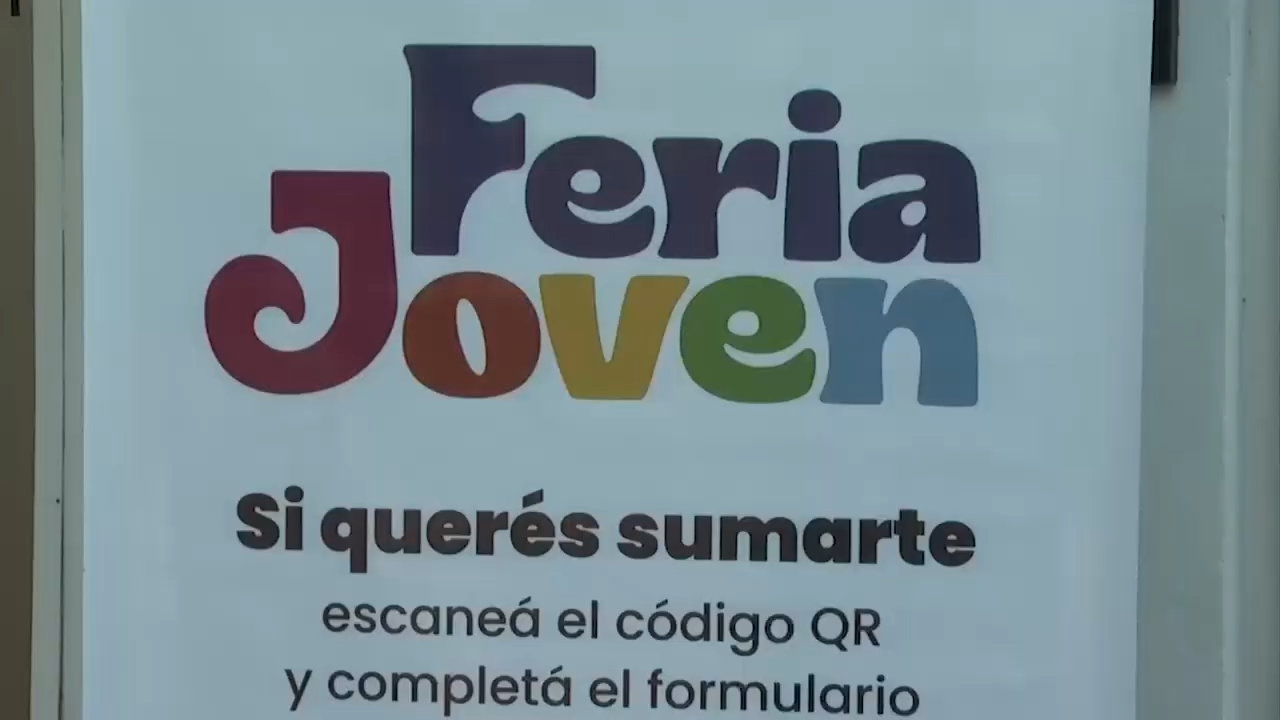 Feria
Joven
Si querés sumarte
escaneá el código QR
y completá el formulario